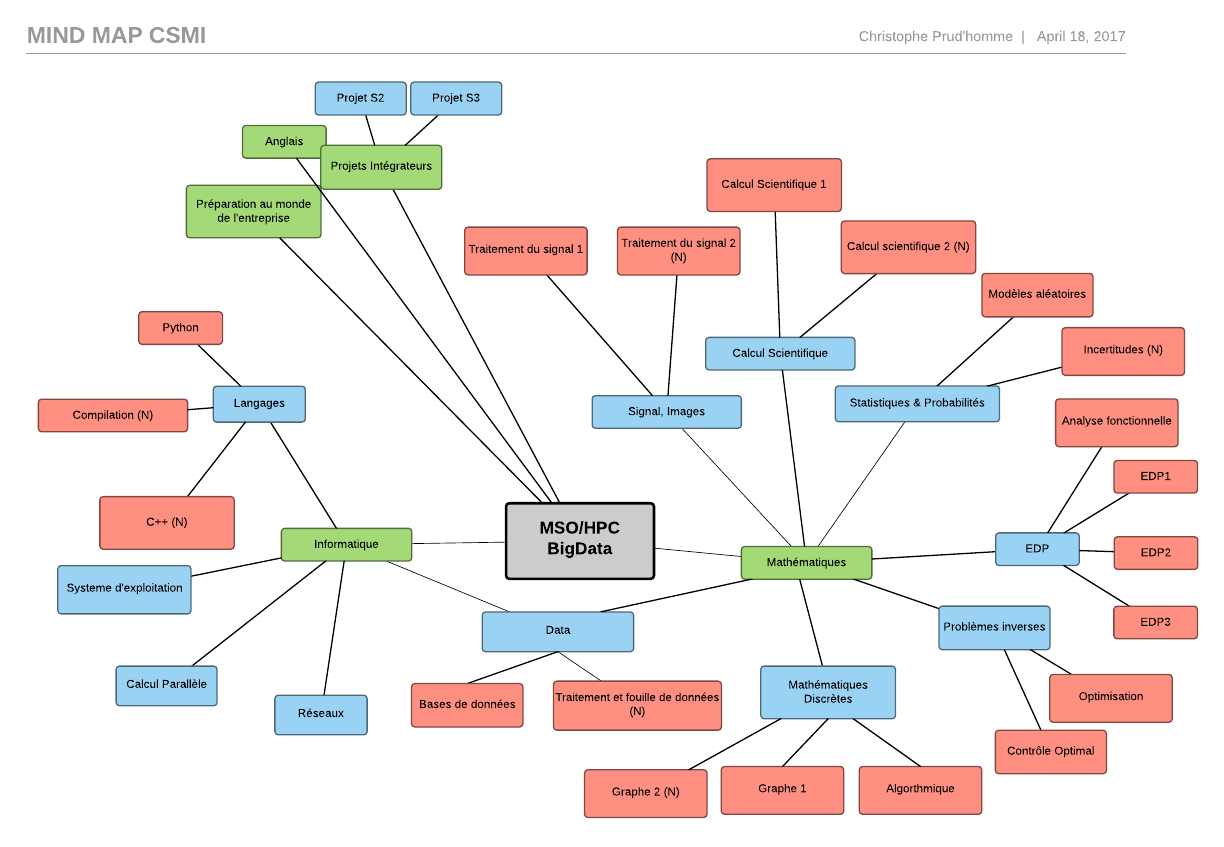 MIND MAP CSMI
Christophe Prud'homme | April 18, 2017
Projet S2
Projet S3
Anglais
Projets Intégrateurs
Préparation au monde
de l'entreprise
Calcul Scientifique 1
Traitement du signal 1
Traitement du signal 2
(N)
Calcul scientifique 2 (N)
Modèles aléatoires
Python
Incertitudes (N)
Calcul Scientifique
Langages
Compilation (N)
Signal, Images
Statistiques & Probabilités
Analyse fonctionnelle
EDP1
C++ (N)
MSO/HPC
BigData
Informatique
Mathématiques
EDP
EDP2
Systeme d'exploitation
Data
Problèmes inverses
EDP3
Calcul Parallèle
Réseaux
Bases de données
Traitement et fouille de données
(N)
Mathématiques
Discrètes
Optimisation
Contrôle Optimal
Graphe 2 (N)
Graphe 1
Algorthmique